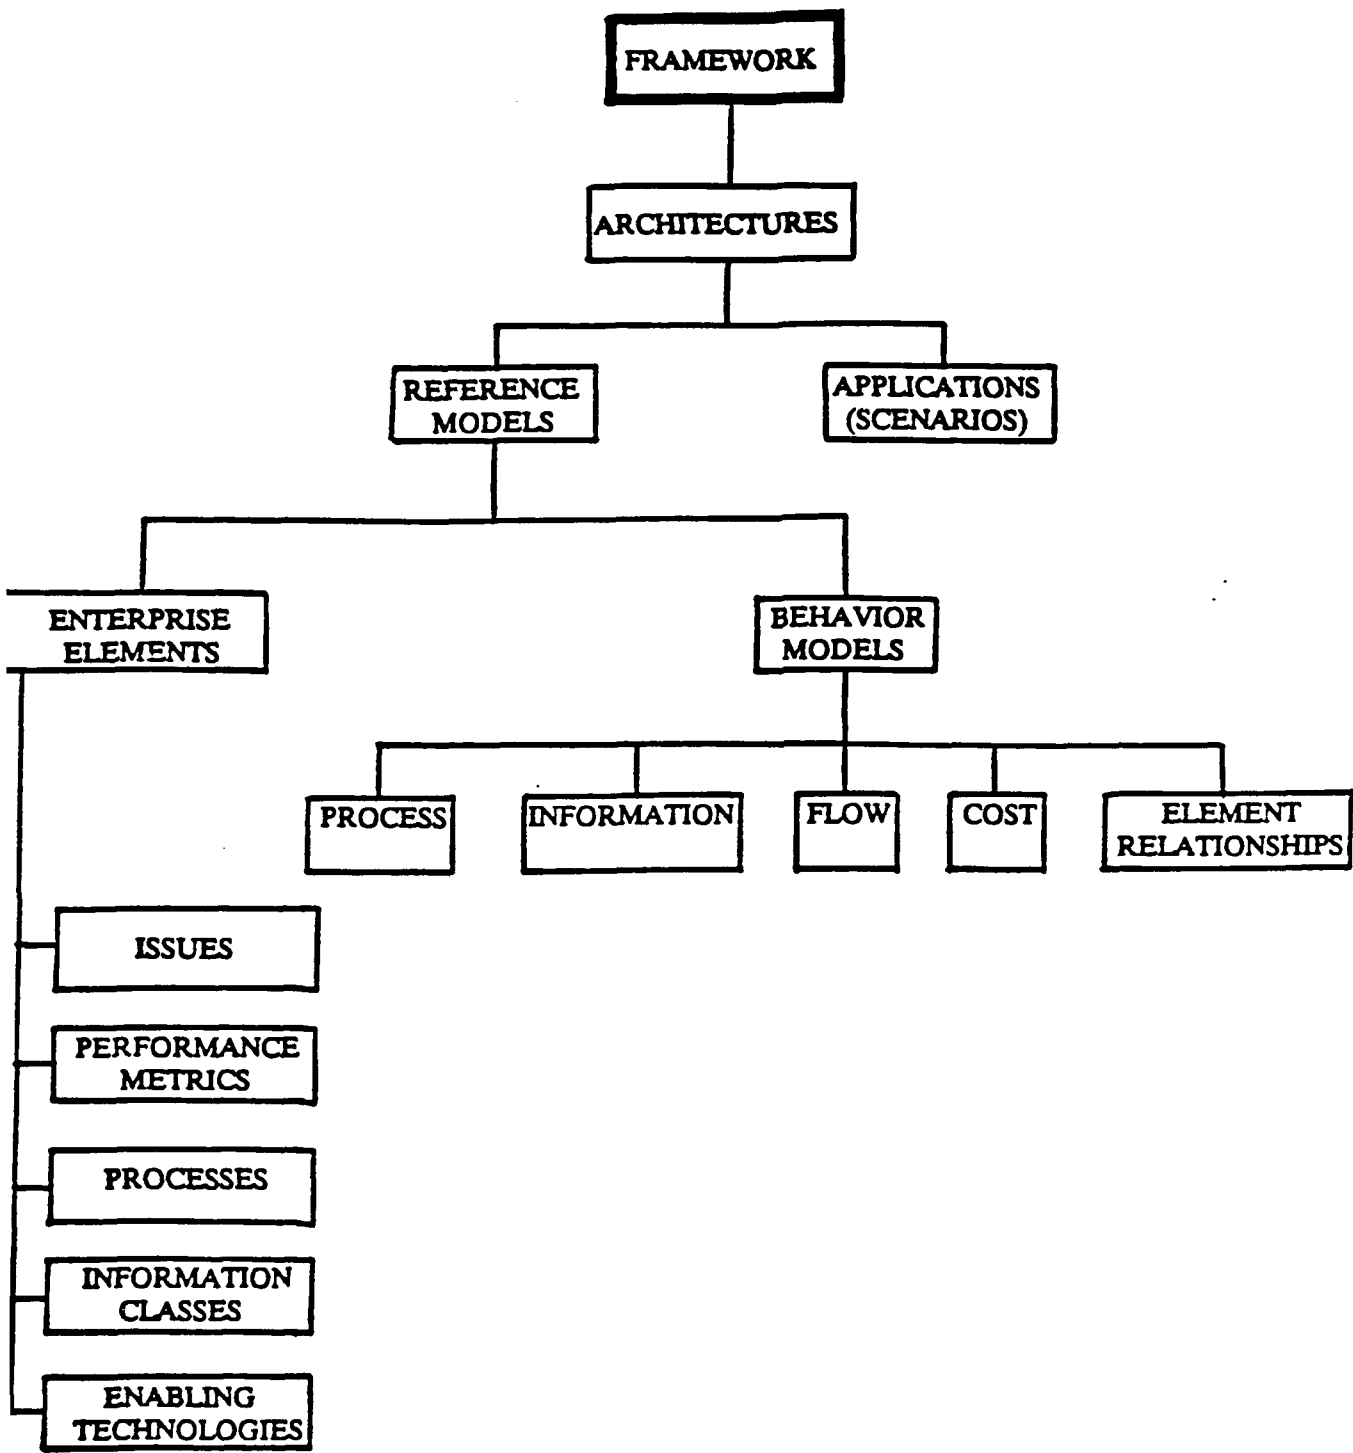 FRAMEWORK
ARCHITECTURES
REFERENCE
MODELS
APPLICATIONS
(SCENARIOS)
ENTERPRISE
ELEMENTS
BEHAVIOR
MODELS
PROCESS
INFORMATION
FLOW
COST
ELEMENT
RELATIONSHIPS
ISSUES
PERFORMANCE
METRICS
PROCESSES
INFORMATION
CLASSES
ENABLING
TECHNOLOGIES